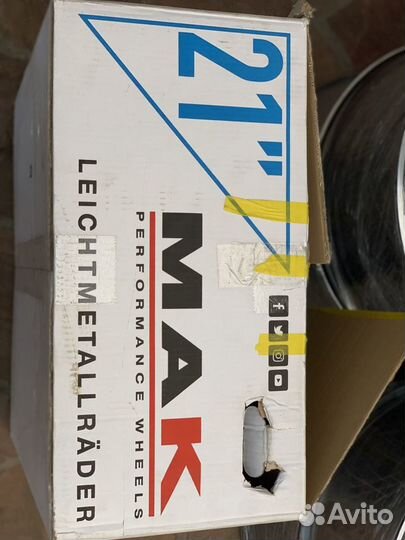 21"
MAK
PERFORMANCE WHEELS
LEICHTMETALLRÄDER
Avito